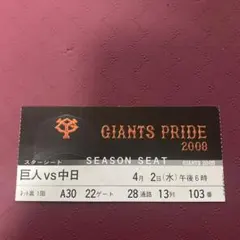 GIANTS PRIDE
2008
スターシート
SEASON SEAT
GIANTS 2008
巨人vs中日
4月 2日(水)午後6時
A30 22ゲート 28通路 13列 103番